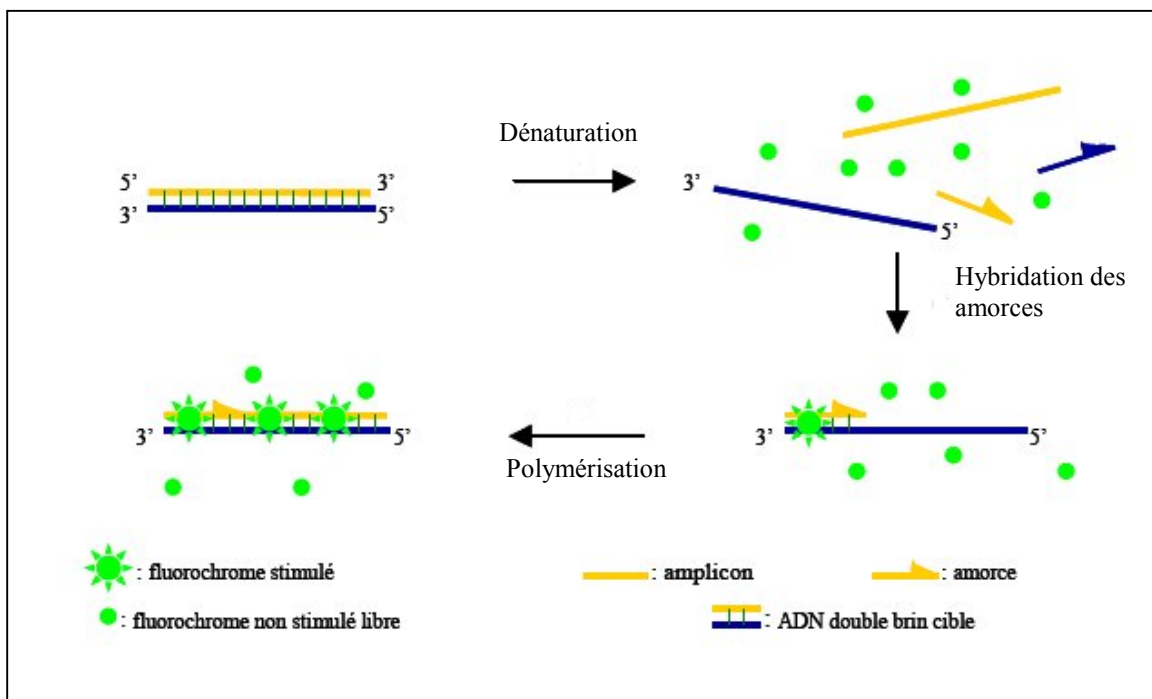 Dénaturation
5’ 3’
3’ 5’
3’
5’
Hybridation des
amorces
3’ 5’
3’ 5’
Polymérisation
: fluorochrome stimulé
: amplicon
: amorce
: fluorochrome non stimulé libre
: ADN double brin cible